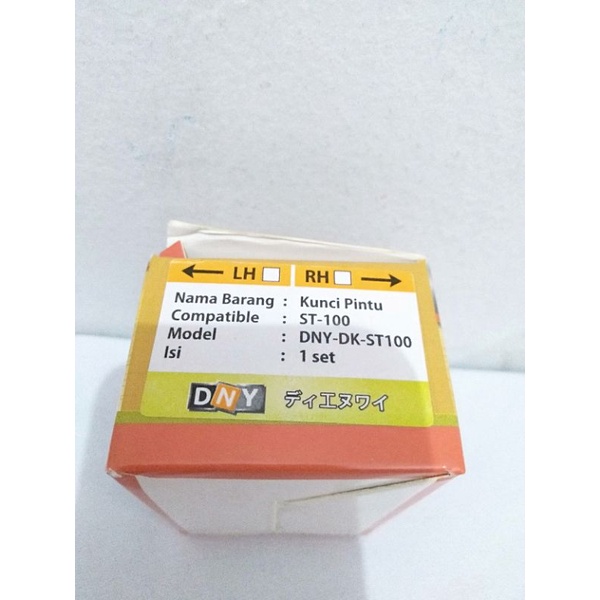 LH RH
Nama Barang : Kunci Pintu
Compatible : ST-100
Model : DNY-DK-ST100
Isi : 1 set
DNY ディエヌワイ